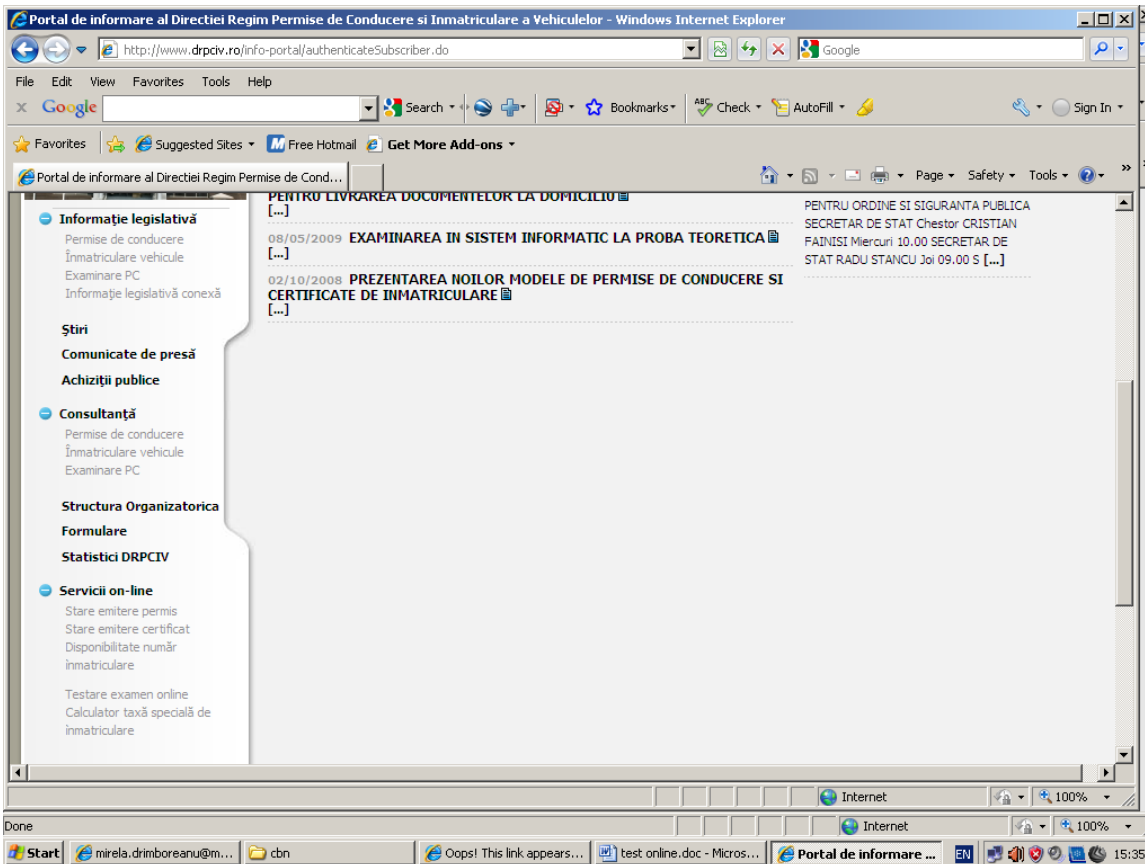 Portal de informare al Directiei Regim Permise de Conducere si Inmatriculare a Vehiculelor - Windows Internet Explorer
http://www.drpciv.ro/info-portal/authenticateSubscriber.do
Google
File Edit View Favorites Tools Help
x Google Search Bookmarks ABC Check AutoFill Sign In
Favorites Suggested Sites Free Hotmail Get More Add-ons
Portal de informare al Directiei Regim Permise de Cond... Page Safety Tools »
Informație legislativă
Permise de conducere
Înmatriculare vehicule
Examinare PC
Informație legislativă conexă
Știri
Comunicate de presă
Achiziții publice
Consultanță
Permise de conducere
Înmatriculare vehicule
Examinare PC
Structura Organizatorica
Formulare
Statistici DRPCIV
Servicii on-line
Stare emitere permis
Stare emitere certificat
Disponibilitate număr
înmatriculare
Testare examen online
Calculator taxă specială de
inmatriculare
PENTRU LIVRAREA DOCUMENTELOR LA DOMICILIU
[...]
08/05/2009 EXAMINAREA IN SISTEM INFORMATIC LA PROBA TEORETICA
[...]
02/10/2008 PREZENTAREA NOILOR MODELE DE PERMISE DE CONDUCERE SI
CERTIFICATE DE INMATRICULARE
[...]
PENTRU ORDINE SI SIGURANTA PUBLICA
SECRETAR DE STAT Chestor CRISTIAN
FAINISI Miercuri 10.00 SECRETAR DE
STAT RADU STANCU Joi 09.00 S [...]
Internet 100%
Done Internet 100%
Start mirela.drimboreanu@m... cbn Oops! This link appears... test online.doc - Micros... Portal de informare ... EN 15:35